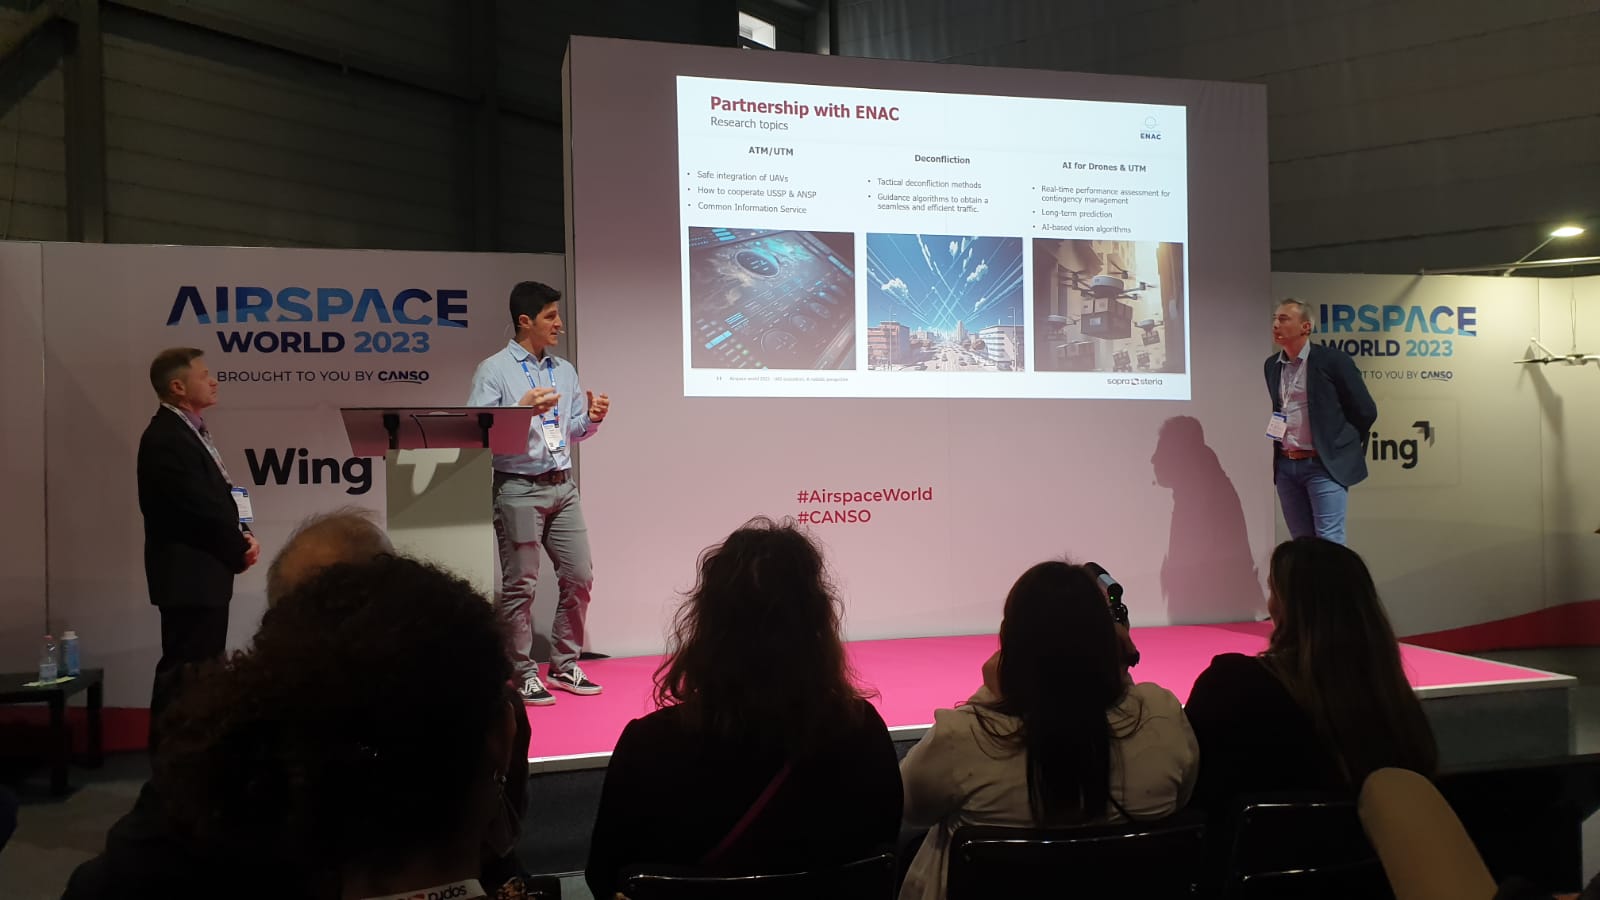 Partnership with ENAC
Research topics
ENAC
ATM/UTM
• Safe integration of UAVs
• How to cooperate USSP & ANSP
• Common Information Service
Deconfliction
• Tactical deconfliction methods
• Guidance algorithms to obtain a
seamless and efficient traffic.
AI for Drones & UTM
• Real-time performance assessment for
contingency management
• Long-term prediction
• AI-based vision algorithms
sopra steria
AIRSPACE
WORLD 2023
BROUGHT TO YOU BY CANSO
Wing
#AirspaceWorld
#CANSO
IRSPACE
WORLD 2023
T TO YOU BY CANSO
ing
sopra